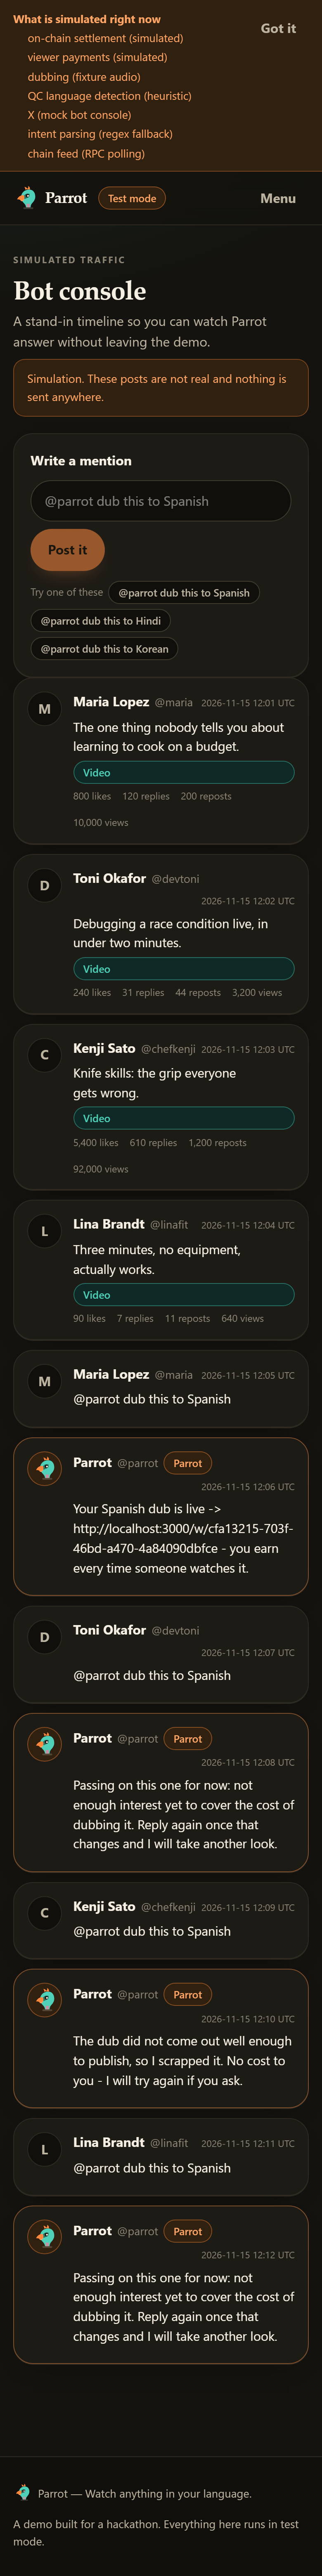 What is simulated right now
Got it
on-chain settlement (simulated)
viewer payments (simulated)
dubbing (fixture audio)
QC language detection (heuristic)
X (mock bot console)
intent parsing (regex fallback)
chain feed (RPC polling)
Parrot
Test mode
Menu
SIMULATED TRAFFIC
Bot console
A stand-in timeline so you can watch Parrot
answer without leaving the demo.
Simulation. These posts are not real and nothing is
sent anywhere.
Write a mention
@parrot dub this to Spanish
Post it
Try one of these @parrot dub this to Spanish
@parrot dub this to Hindi
@parrot dub this to Korean
M
Maria Lopez @maria 2026-11-15 12:01 UTC
The one thing nobody tells you about
learning to cook on a budget.
Video
800 likes 120 replies 200 reposts
10,000 views
D
Toni Okafor @devtoni
2026-11-15 12:02 UTC
Debugging a race condition live, in
under two minutes.
Video
240 likes 31 replies 44 reposts 3,200 views
C
Kenji Sato @chefkenji 2026-11-15 12:03 UTC
Knife skills: the grip everyone
gets wrong.
Video
5,400 likes 610 replies 1,200 reposts
92,000 views
L
Lina Brandt @linafit 2026-11-15 12:04 UTC
Three minutes, no equipment,
actually works.
Video
90 likes 7 replies 11 reposts 640 views
M
Maria Lopez @maria 2026-11-15 12:05 UTC
@parrot dub this to Spanish
Parrot @parrot Parrot
2026-11-15 12:06 UTC
Your Spanish dub is live ->
http://localhost:3000/w/cfa13215-703f-
46bd-a470-4a84090dbfce - you earn
every time someone watches it.
D
Toni Okafor @devtoni
2026-11-15 12:07 UTC
@parrot dub this to Spanish
Parrot @parrot Parrot
2026-11-15 12:08 UTC
Passing on this one for now: not
enough interest yet to cover the cost of
dubbing it. Reply again once that
changes and I will take another look.
C
Kenji Sato @chefkenji 2026-11-15 12:09 UTC
@parrot dub this to Spanish
Parrot @parrot Parrot
2026-11-15 12:10 UTC
The dub did not come out well enough
to publish, so I scrapped it. No cost to
you - I will try again if you ask.
L
Lina Brandt @linafit 2026-11-15 12:11 UTC
@parrot dub this to Spanish
Parrot @parrot Parrot
2026-11-15 12:12 UTC
Passing on this one for now: not
enough interest yet to cover the cost of
dubbing it. Reply again once that
changes and I will take another look.
Parrot — Watch anything in your language.
A demo built for a hackathon. Everything here runs in test
mode.